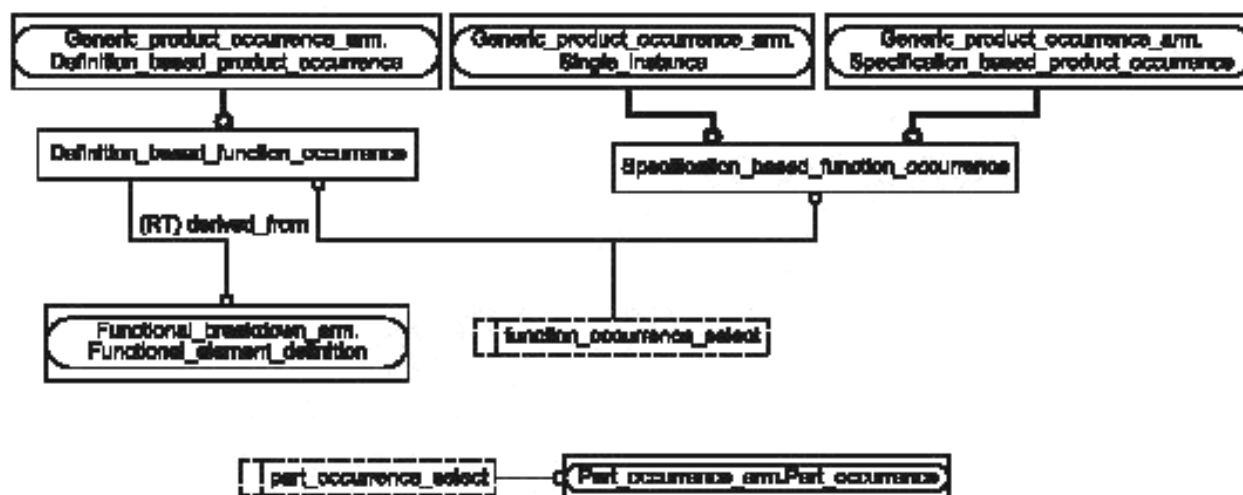 Generic_product_occurrence_arm.
Definition_based_product_occurrence
Generic_product_occurrence_arm.
Single_instance
Generic_product_occurrence_arm.
Specification_based_product_occurrence
Definition_based_function_occurrence
Specification_based_function_occurrence
(RT) derived_from
Functional_breakdown_arm.
Functional_element_definition
function_occurrence_select
part_occurrence_select
Part_occurrence_arm.Part_occurrence